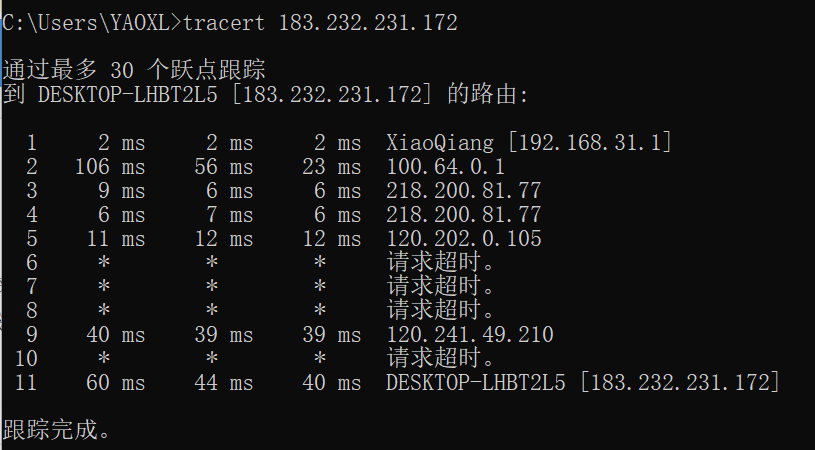 C:\Users\YAOXL>tracert 183.232.231.172
通过最多 30 个跃点跟踪
到 DESKTOP-LHBT2L5 [183.232.231.172] 的路由:
1 2 ms 2 ms 2 ms XiaoQiang [192.168.31.1]
2 106 ms 56 ms 23 ms 100.64.0.1
3 9 ms 6 ms 6 ms 218.200.81.77
4 6 ms 7 ms 6 ms 218.200.81.77
5 11 ms 12 ms 12 ms 120.202.0.105
6 * * * 请求超时。
7 * * * 请求超时。
8 * * * 请求超时。
9 40 ms 39 ms 39 ms 120.241.49.210
10 * * * 请求超时。
11 60 ms 44 ms 40 ms DESKTOP-LHBT2L5 [183.232.231.172]
跟踪完成。